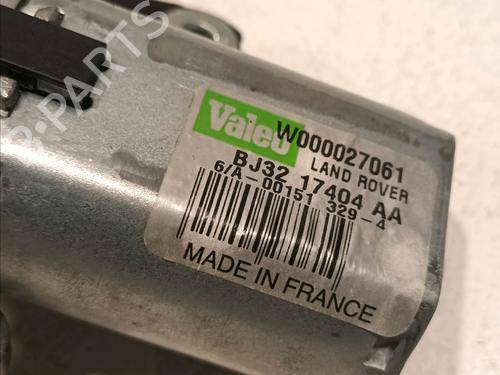 Valeo
W000027061
LAND ROVER
BJ32 17404 AA
6/A-00151 329-4
MADE IN FRANCE
B-PARTS